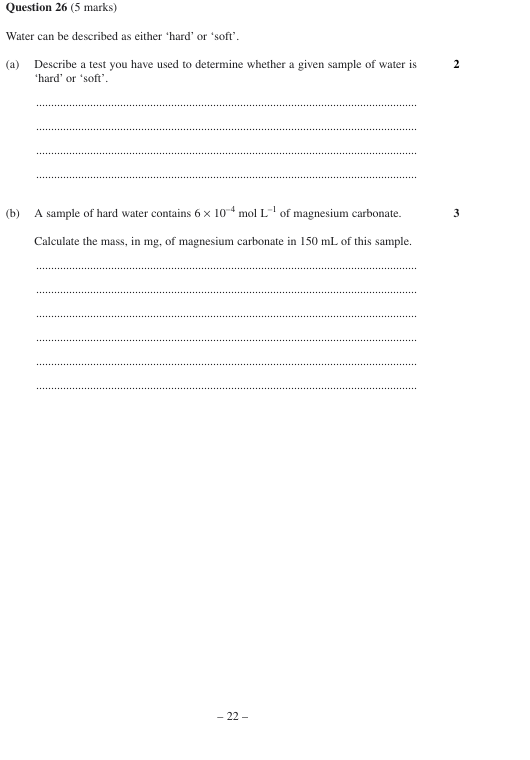 Question 26 (5 marks)
Water can be described as either ‘hard’ or ‘soft’.
(a) Describe a test you have used to determine whether a given sample of water is 2
‘hard’ or ‘soft’.
(b) A sample of hard water contains 6 × 10⁻⁴ mol L⁻¹ of magnesium carbonate. 3
Calculate the mass, in mg, of magnesium carbonate in 150 mL of this sample.
– 22 –